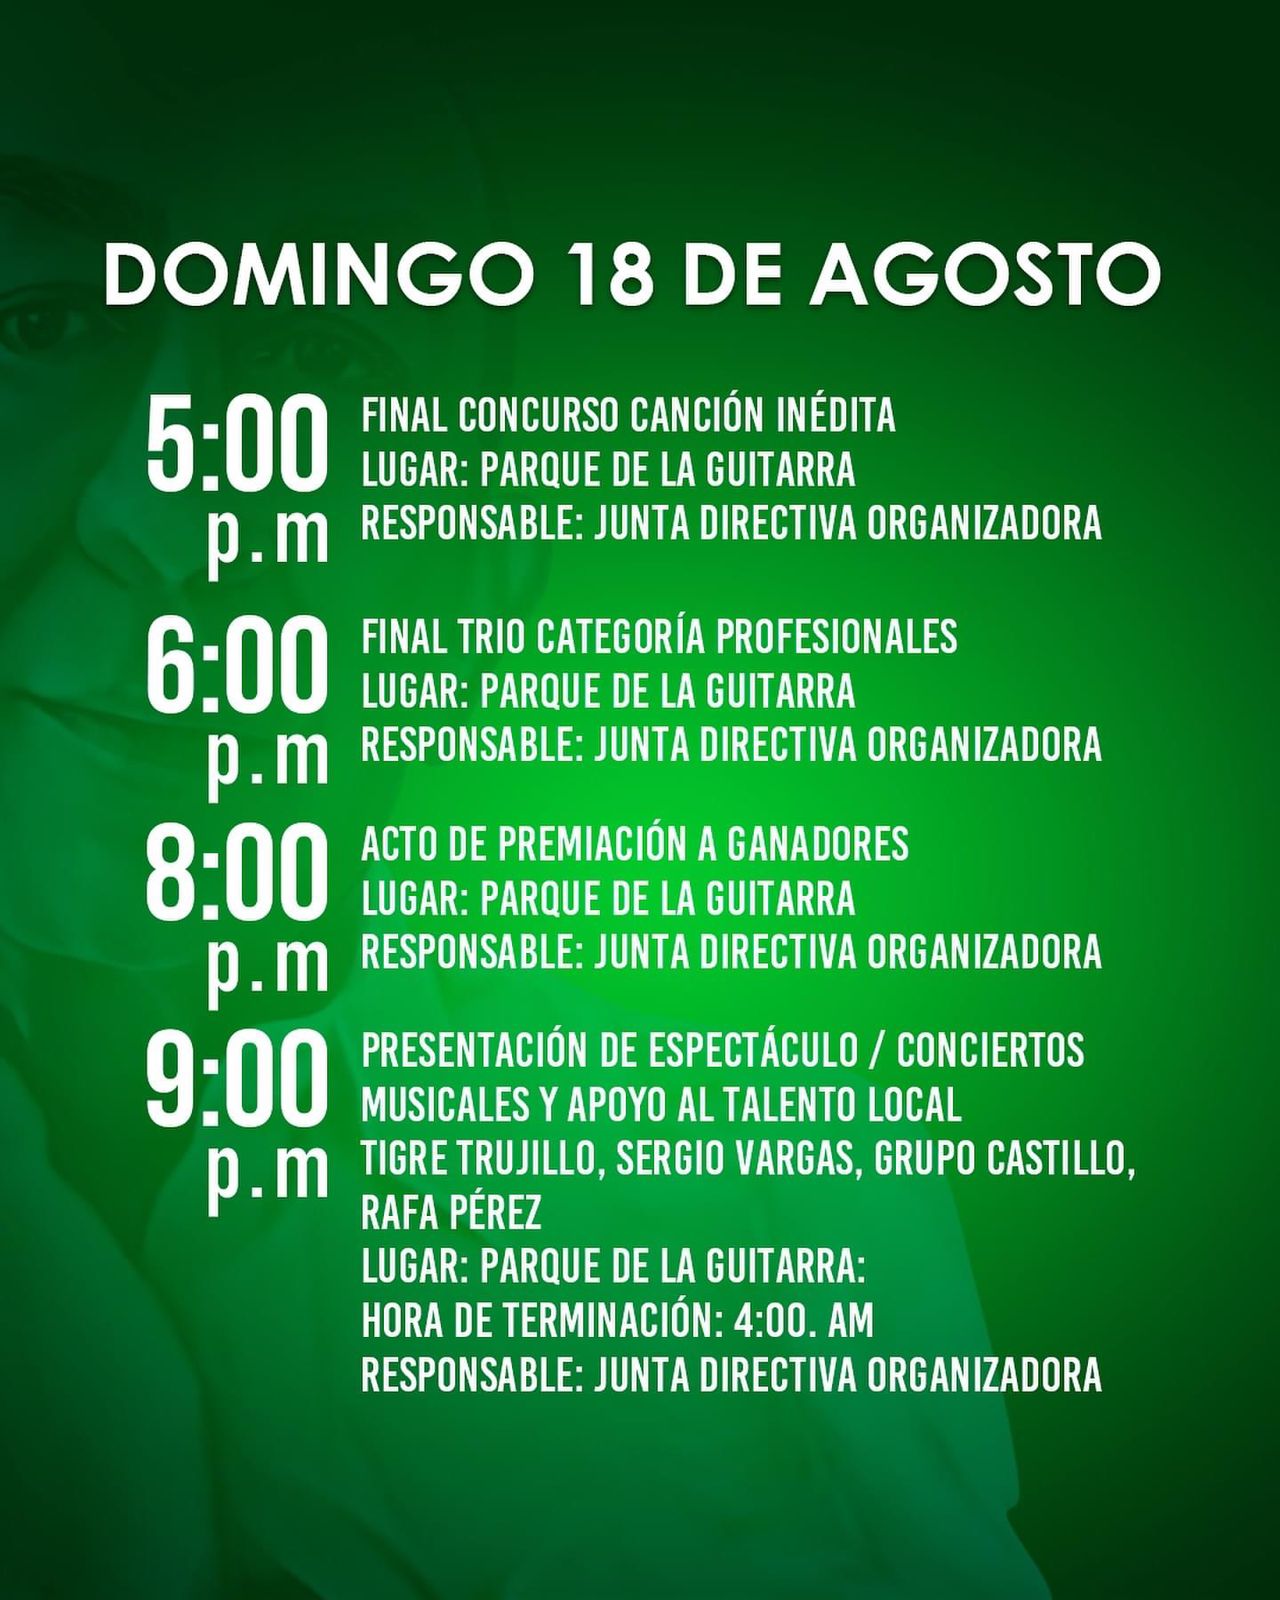 DOMINGO 18 DE AGOSTO
5:00 p.m
FINAL CONCURSO CANCIÓN INÉDITA
LUGAR: PARQUE DE LA GUITARRA
RESPONSABLE: JUNTA DIRECTIVA ORGANIZADORA
6:00 p.m
FINAL TRIO CATEGORÍA PROFESIONALES
LUGAR: PARQUE DE LA GUITARRA
RESPONSABLE: JUNTA DIRECTIVA ORGANIZADORA
8:00 p.m
ACTO DE PREMIACIÓN A GANADORES
LUGAR: PARQUE DE LA GUITARRA
RESPONSABLE: JUNTA DIRECTIVA ORGANIZADORA
9:00 p.m
PRESENTACIÓN DE ESPECTÁCULO / CONCIERTOS
MUSICALES Y APOYO AL TALENTO LOCAL
TIGRE TRUJILLO, SERGIO VARGAS, GRUPO CASTILLO,
RAFA PÉREZ
LUGAR: PARQUE DE LA GUITARRA:
HORA DE TERMINACIÓN: 4:00. AM
RESPONSABLE: JUNTA DIRECTIVA ORGANIZADORA